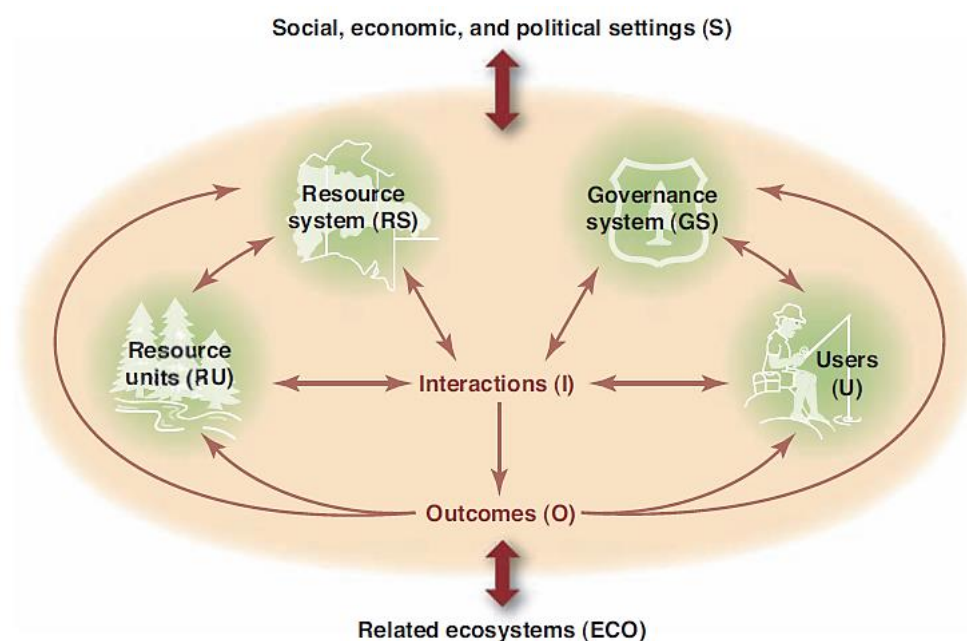 Social, economic, and political settings (S)
Resource
system (RS)
Governance
system (GS)
Resource
units (RU)
Interactions (I)
Users
(U)
Outcomes (O)
Related ecosystems (ECO)